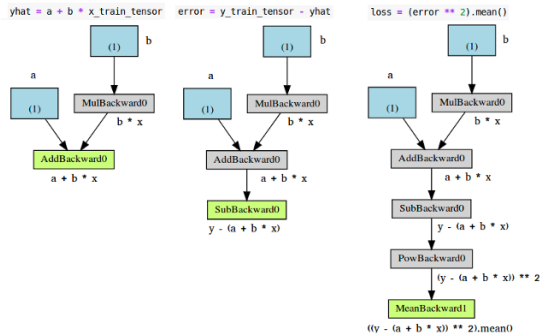 yhat = a + b * x_train_tensor
b
(1)
a
(1)
MulBackward0
b * x
AddBackward0
a + b * x
error = y_train_tensor - yhat
b
(1)
a
(1)
MulBackward0
b * x
AddBackward0
a + b * x
SubBackward0
y - (a + b * x)
loss = (error ** 2).mean()
b
(1)
a
(1)
MulBackward0
b * x
AddBackward0
a + b * x
SubBackward0
y - (a + b * x)
PowBackward0
(y - (a + b * x)) ** 2
MeanBackward1
((y - (a + b * x)) ** 2).mean()